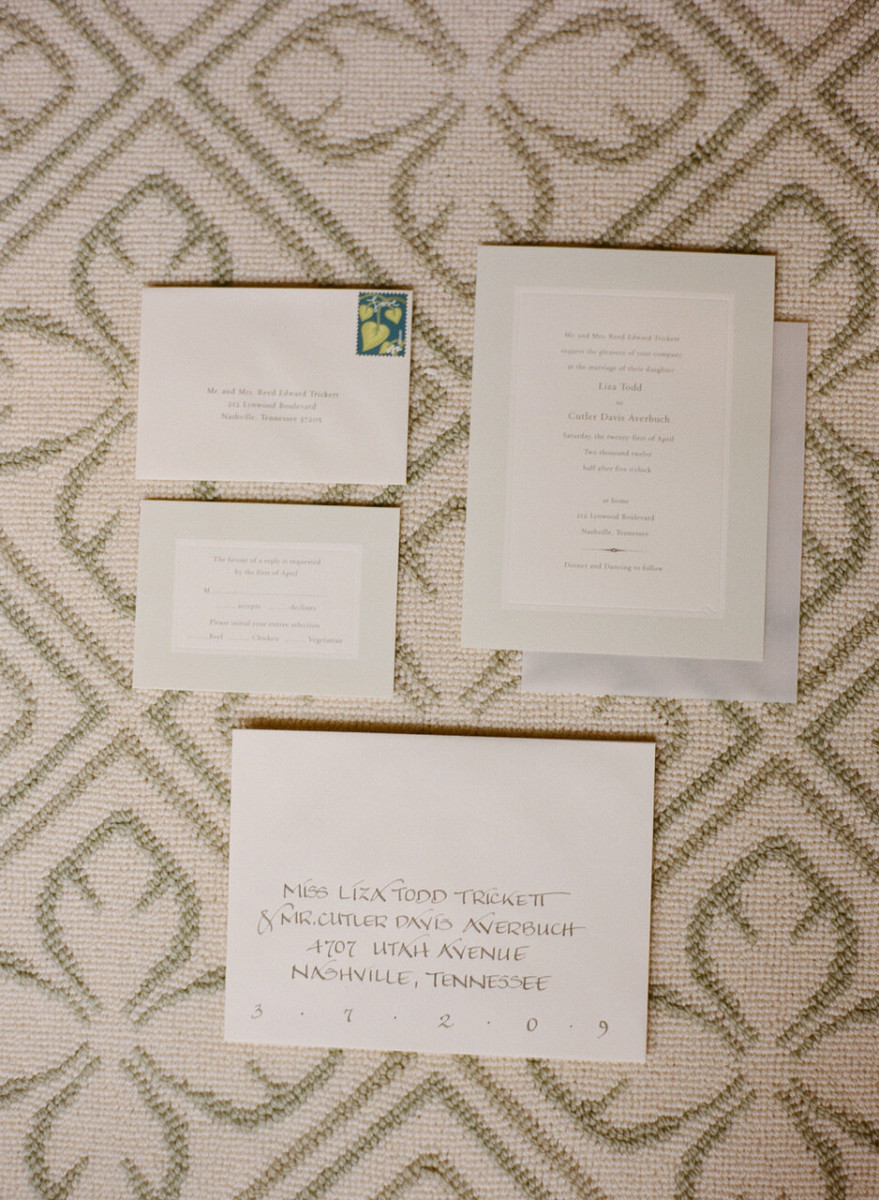 Mr. and Mrs. Reed Edward Trickett
212 Lynwood Boulevard
Nashville, Tennessee 37205
Mr. and Mrs. Reed Edward Trickett
request the pleasure of your company
at the marriage of their daughter
Liza Todd
to
Cutler Davis Averbuch
Saturday, the twenty-first of April
Two thousand twelve
half after five o'clock
at home
212 Lynwood Boulevard
Nashville, Tennessee
Dinner and Dancing to follow
The favour of a reply is requested
by the first of April
M
accepts declines
Please initial your entrée selection
Beef Chicken Vegetarian
MISS LIZA TODD TRICKETT
& MR. CUTLER DAVIS AVERBUCH
4707 UTAH AVENUE
NASHVILLE, TENNESSEE
3 · 7 · 2 · 0 · 9